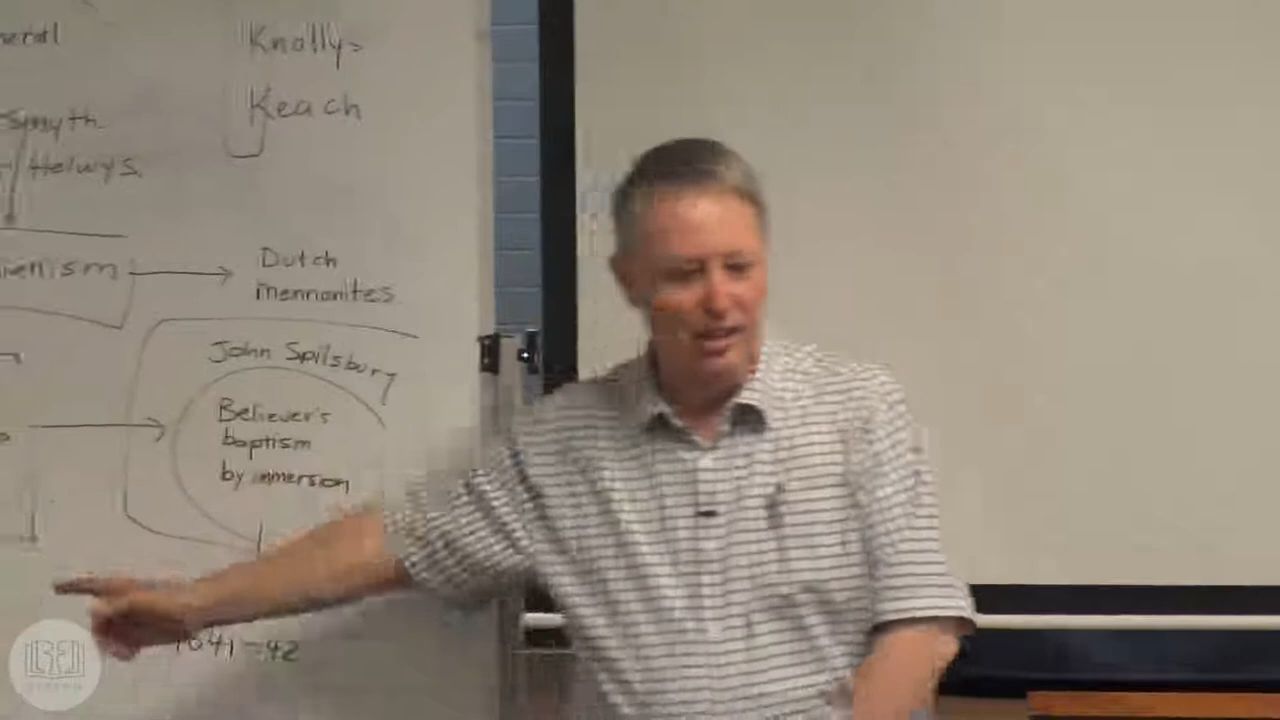 Knollys
Keach
Smyth
Helwys
Dutch
mennonites
John Spilsbury
Believer's
baptism
by immersion
1641-42